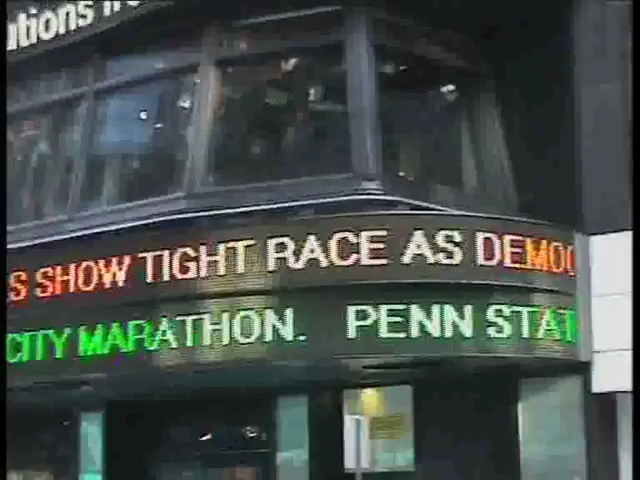 utions
S SHOW TIGHT RACE AS DEMOC
CITY MARATHON. PENN STAT